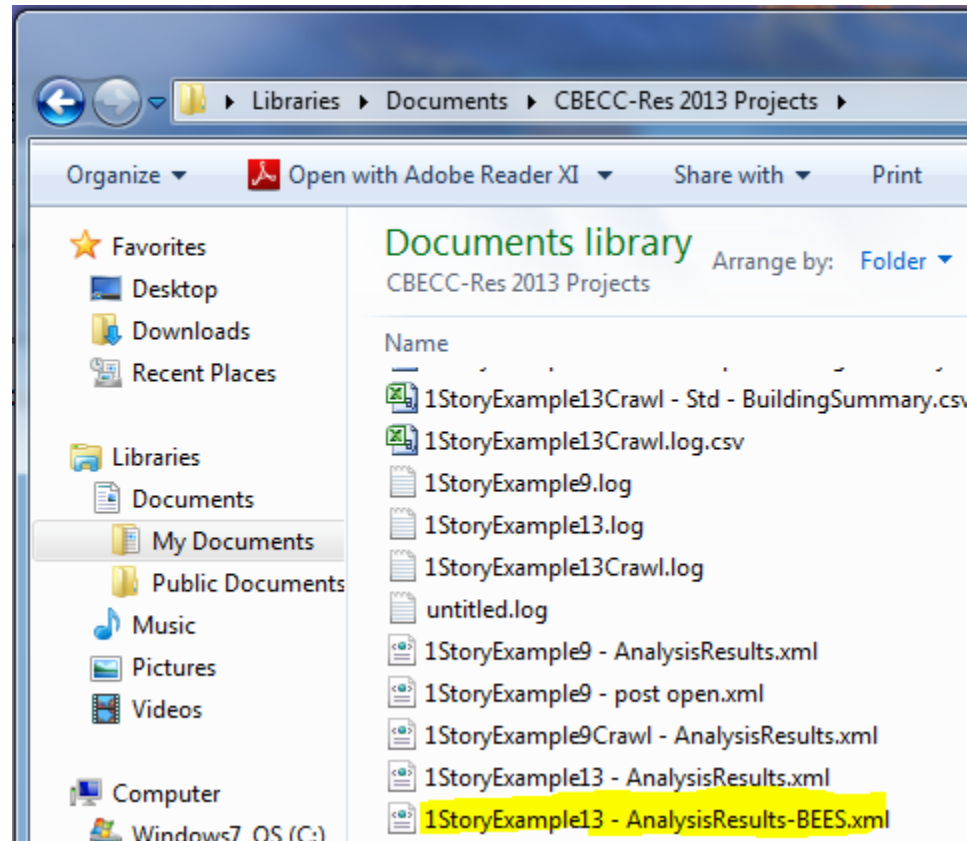 Libraries ▸ Documents ▸ CBECC-Res 2013 Projects ▸
Organize ▾ Open with Adobe Reader XI ▾ Share with ▾ Print
Favorites
Desktop
Downloads
Recent Places
Libraries
Documents
My Documents
Public Documents
Music
Pictures
Videos
Computer
Windows7_OS (C:)
Documents library
CBECC-Res 2013 Projects
Arrange by: Folder ▾
Name
1StoryExample13Crawl - Std - BuildingSummary.csv
1StoryExample13Crawl.log.csv
1StoryExample9.log
1StoryExample13.log
1StoryExample13Crawl.log
untitled.log
1StoryExample9 - AnalysisResults.xml
1StoryExample9 - post open.xml
1StoryExample9Crawl - AnalysisResults.xml
1StoryExample13 - AnalysisResults.xml
1StoryExample13 - AnalysisResults-BEES.xml